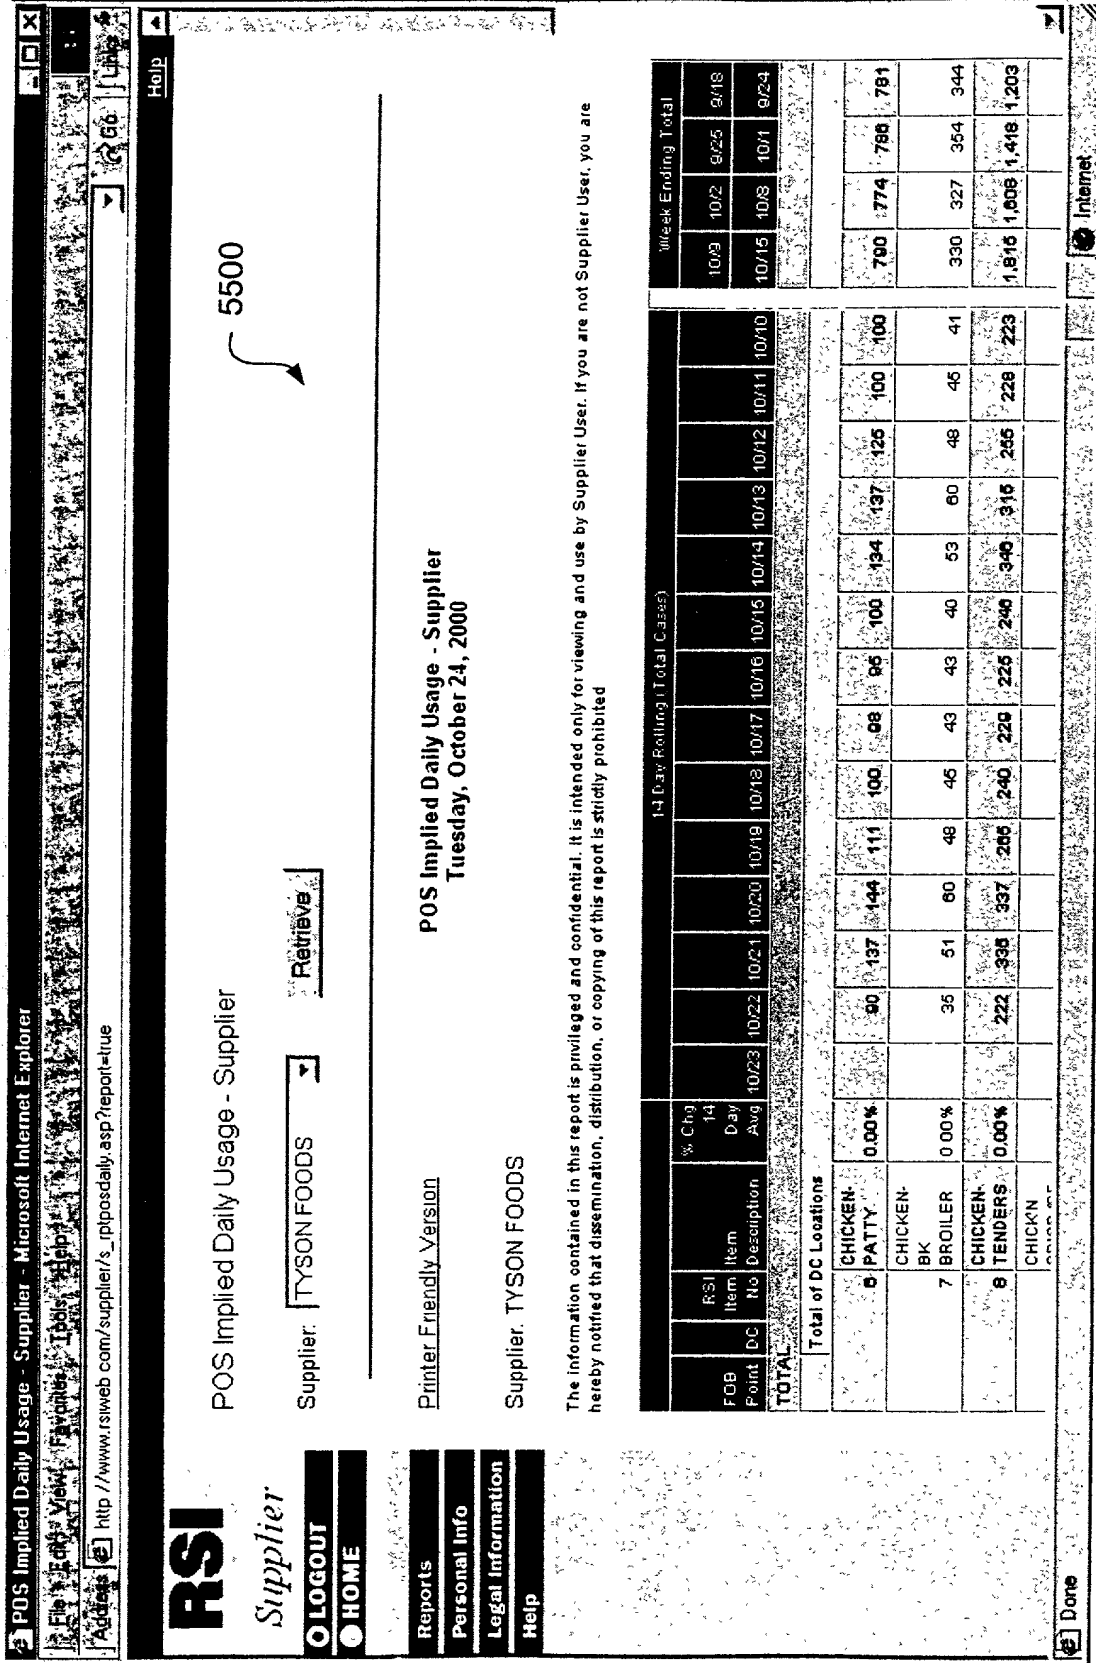 POS Implied Daily Usage - Supplier - Microsoft Internet Explorer
File Edit View Favorites Tools Help
Address http //www.rsiweb com/supplier/s_rptposdaily.asp?report=true Go Links
Help
RSI
Supplier
LOGOUT
HOME
Reports
Personal Info
Legal Information
Help
POS Implied Daily Usage - Supplier
Supplier: TYSON FOODS Retrieve
5500
Printer Friendly Version
POS Implied Daily Usage - Supplier
Tuesday, October 24, 2000
Supplier. TYSON FOODS
The information contained in this report is privileged and confidential. It is intended only for viewing and use by Supplier User. If you are not Supplier User, you are
hereby notified that dissemination, distribution, or copying of this report is strictly prohibited
14 Day Rolling (Total Cases) Week Ending Total
% Chg 10/9 10/2 9/25 9/18
FOB Point DC RSI Item No Item Description 14 Day Avg 10/23 10/22 10/21 10/20 10/19 10/18 10/17 10/16 10/15 10/14 10/13 10/12 10/11 10/10 10/15 10/8 10/1 9/24
TOTAL
Total of DC Locations
6 CHICKEN-PATTY 0.00% 90 137 144 111 100 98 95 100 134 137 125 100 100 790 774 786 781
7 CHICKEN-BK BROILER 0 00% 35 51 60 48 45 43 43 40 53 60 48 45 41 330 327 354 344
8 CHICKEN-TENDERS 0.00% 222 335 337 265 240 229 225 246 346 315 255 228 223 1,815 1,608 1,418 1,203
CHICKN
Done Internet